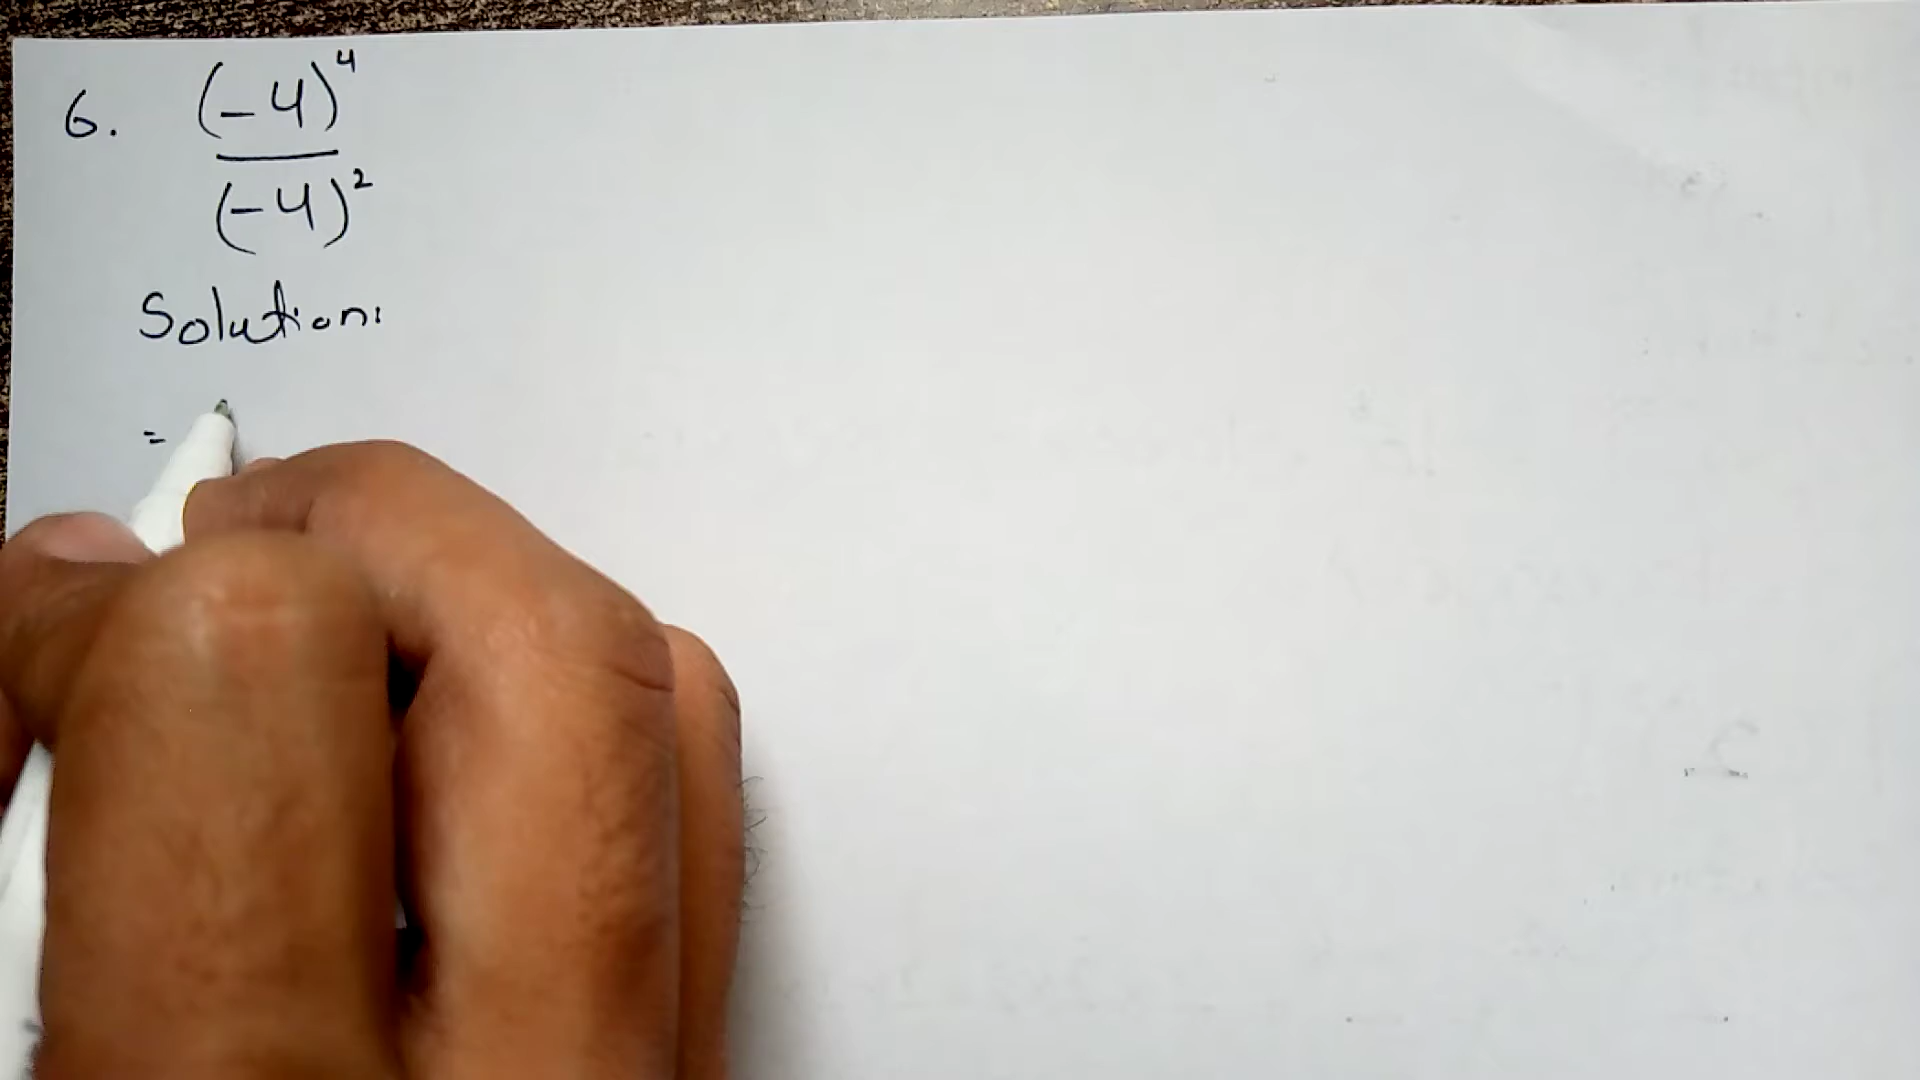 6. (-4)⁴
(-4)²
Solution:
=